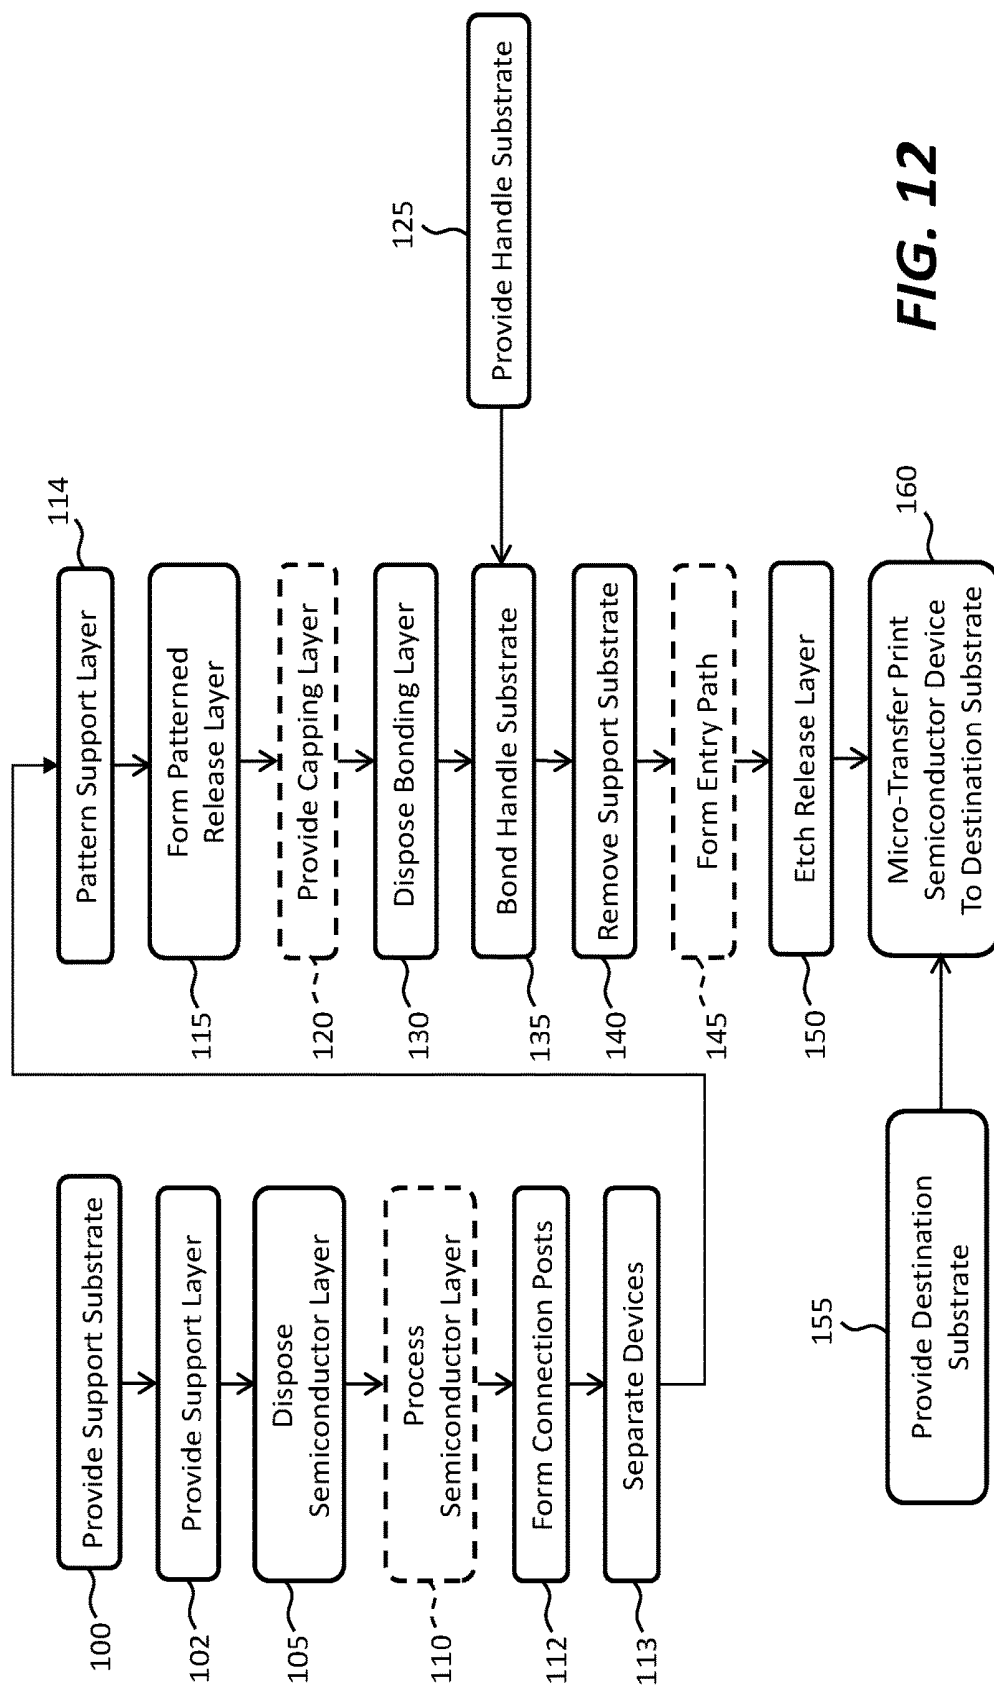 100
Provide Support Substrate
102
Provide Support Layer
105
Dispose
Semiconductor Layer
110
Process
Semiconductor Layer
112
Form Connection Posts
113
Separate Devices
114
Pattern Support Layer
115
Form Patterned
Release Layer
120
Provide Capping Layer
130
Dispose Bonding Layer
125
Provide Handle Substrate
135
Bond Handle Substrate
140
Remove Support Substrate
145
Form Entry Path
150
Etch Release Layer
155
Provide Destination
Substrate
160
Micro-Transfer Print
Semiconductor Device
To Destination Substrate
FIG. 12